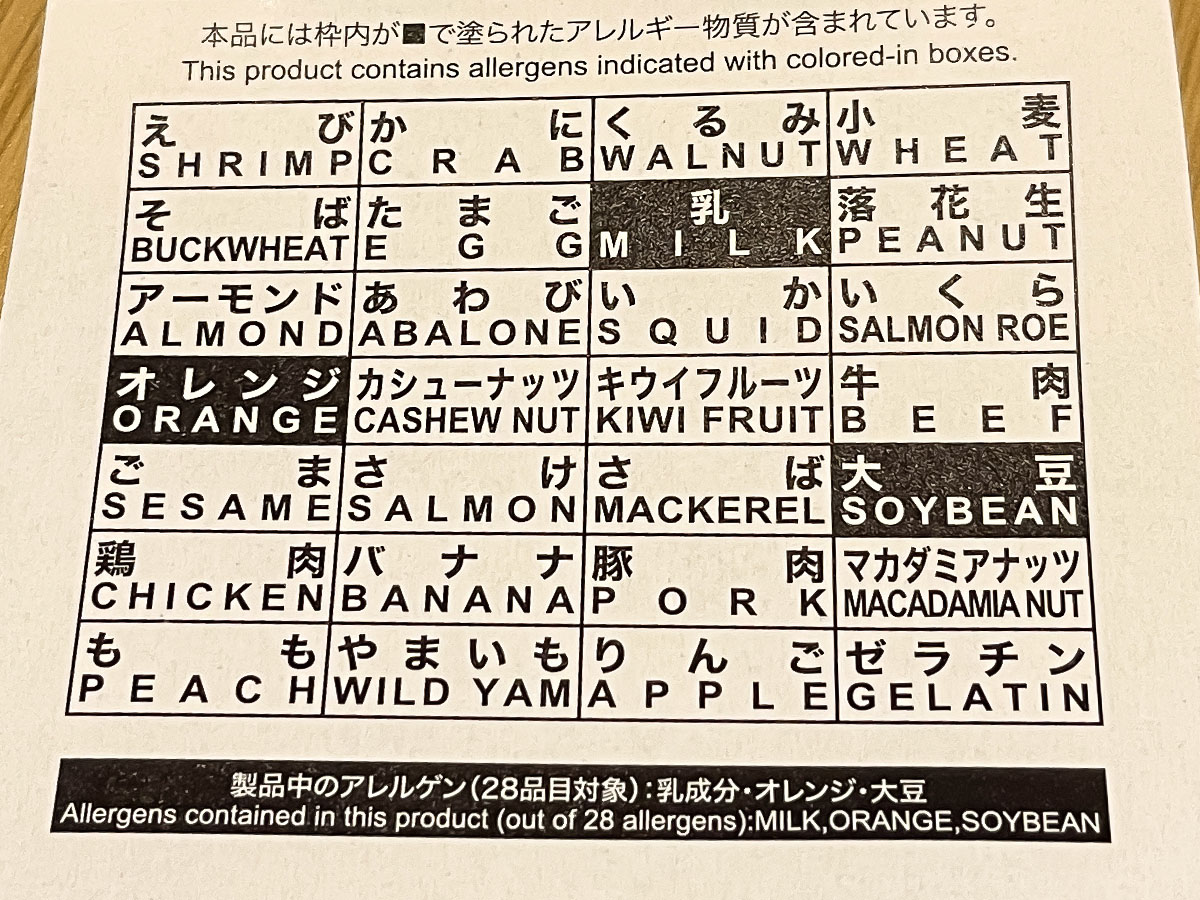 本品には枠内が■で塗られたアレルギー物質が含まれています。
This product contains allergens indicated with colored-in boxes.
えび かに くるみ 小麦
SHRIMP CRAB WALNUT WHEAT
そば たまご 乳 落花生
BUCKWHEAT EGG MILK PEANUT
アーモンド あわび いか いくら
ALMOND ABALONE SQUID SALMON ROE
オレンジ カシューナッツ キウイフルーツ 牛肉
ORANGE CASHEW NUT KIWI FRUIT BEEF
ごま さけ さば 大豆
SESAME SALMON MACKEREL SOYBEAN
鶏肉 バナナ 豚肉 マカダミアナッツ
CHICKEN BANANA PORK MACADAMIA NUT
もも やまいも りんご ゼラチン
PEACH WILD YAM APPLE GELATIN
製品中のアレルゲン(28品目対象):乳成分・オレンジ・大豆
Allergens contained in this product (out of 28 allergens):MILK,ORANGE,SOYBEAN